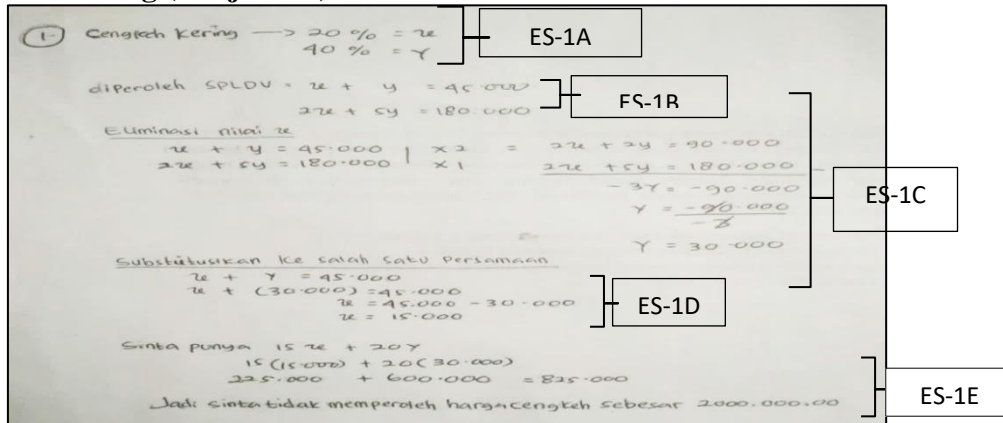 1. Cengkeh Kering —> 20 % = x
40 % = Y
ES-1A
diperoleh SPLDV = x + y = 45.000
2x + 5y = 180.000
ES-1B
Eliminasi nilai x
x + y = 45.000 | x 2 = 2x + 2y = 90.000
2x + 5y = 180.000 | x 1 2x + 5y = 180.000 -
- 3Y = -90.000
Y = -90.000
-3
Y = 30.000
ES-1C
Substitusikan ke salah satu Persamaan
x + Y = 45.000
x + (30.000) = 45.000
x = 45.000 - 30.000
x = 15.000
ES-1D
Sinta punya 15 x + 20Y
15 (15.000) + 20 (30.000)
225.000 + 600.000 = 825.000
Jadi sinta tidak memperoleh harga cengkeh sebesar 2000.000.00
ES-1E